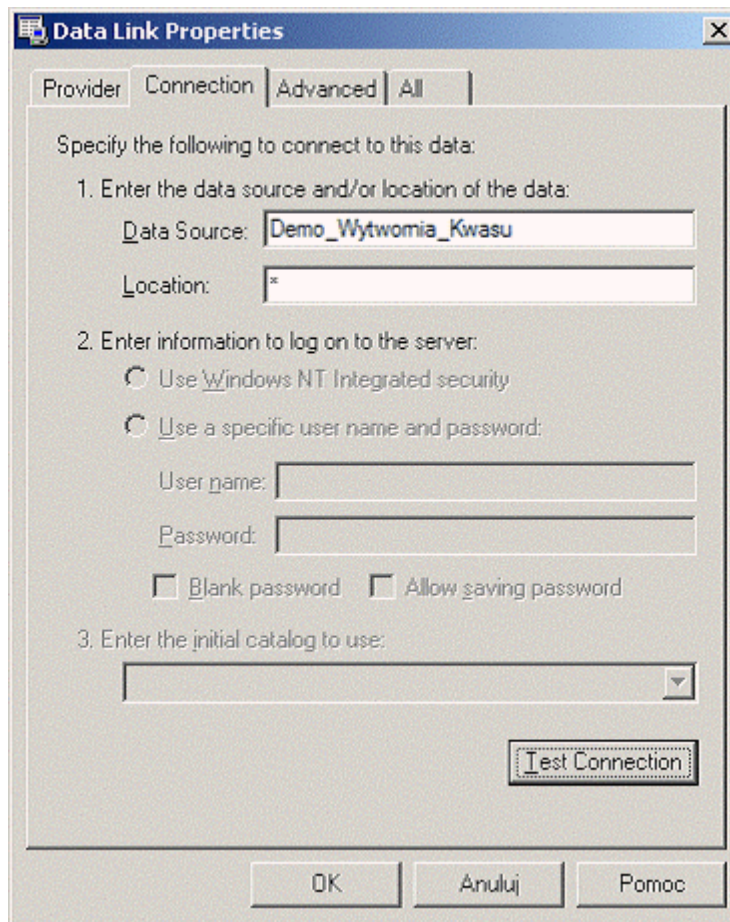 Data Link Properties
Provider Connection Advanced All
Specify the following to connect to this data:
1. Enter the data source and/or location of the data:
Data Source: Demo_Wytwornia_Kwasu
Location: *
2. Enter information to log on to the server:
Use Windows NT Integrated security
Use a specific user name and password:
User name:
Password:
Blank password Allow saving password
3. Enter the initial catalog to use:
Test Connection
OK Anuluj Pomoc